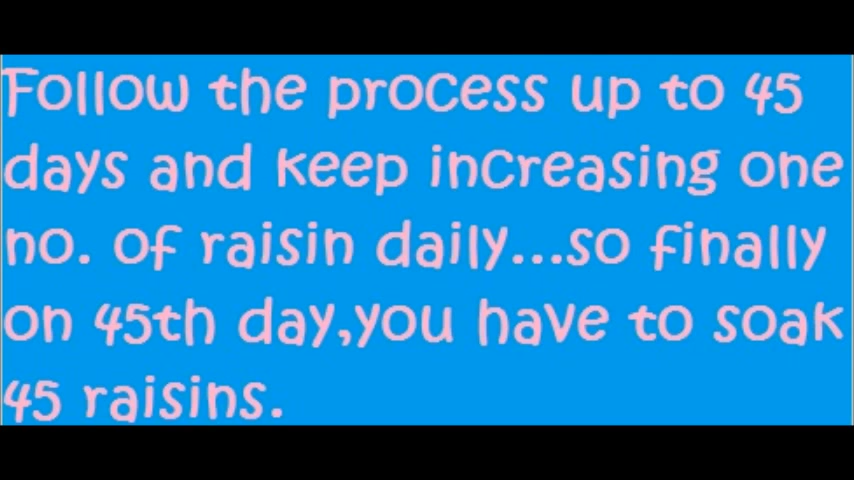 Follow the process up to 45
days and keep increasing one
no. of raisin daily...so finally
on 45th day,you have to soak
45 raisins.